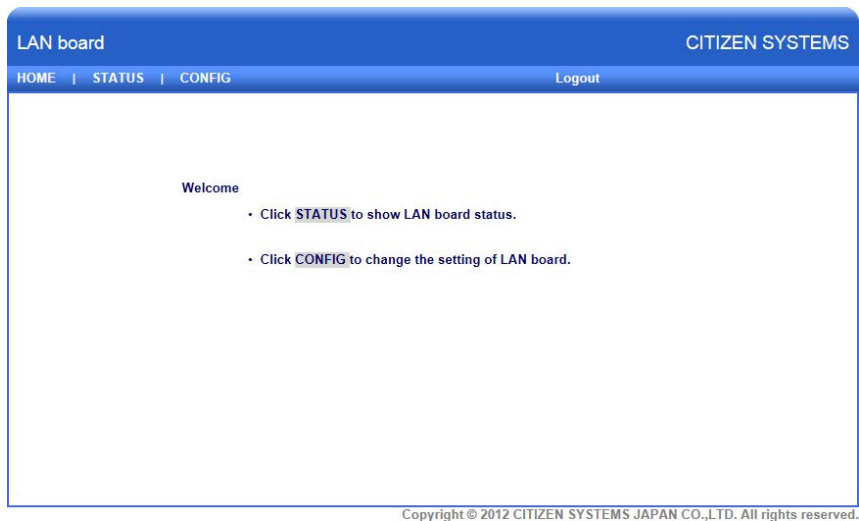 LAN board CITIZEN SYSTEMS
HOME | STATUS | CONFIG Logout
Welcome
• Click STATUS to show LAN board status.
• Click CONFIG to change the setting of LAN board.
Copyright © 2012 CITIZEN SYSTEMS JAPAN CO.,LTD. All rights reserved.